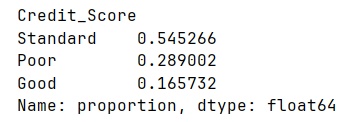 Credit_Score
Standard    0.545266
Poor        0.289002
Good        0.165732
Name: proportion, dtype: float64